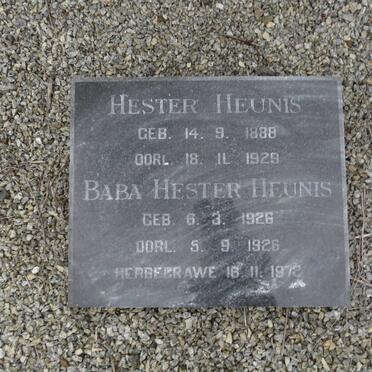 HESTER HEUNIS
GEB. 14. 9. 1888
OORL. 18. 11. 1929
BABA HESTER HEUNIS
GEB. 6. 3. 1926
OORL. 5. 9. 1926
HERBEGRAWE 16. 11. 1972